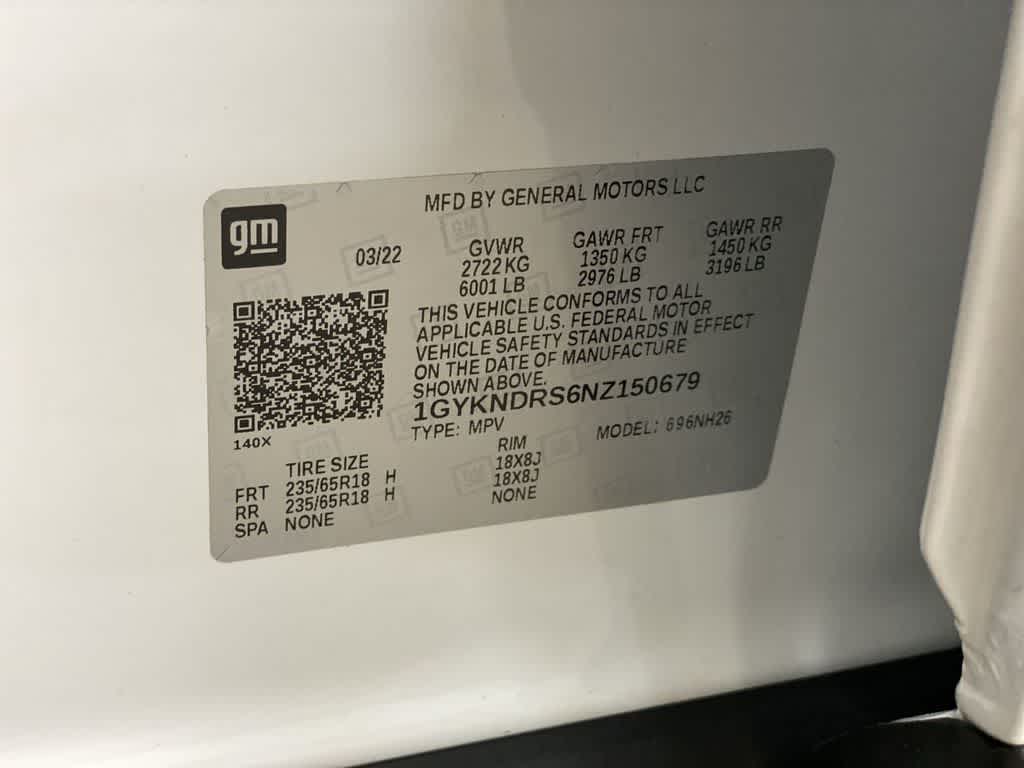 gm
MFD BY GENERAL MOTORS LLC
03/22
GVWR
2722 KG
6001 LB
GAWR FRT
1350 KG
2976 LB
GAWR RR
1450 KG
3196 LB
THIS VEHICLE CONFORMS TO ALL
APPLICABLE U.S. FEDERAL MOTOR
VEHICLE SAFETY STANDARDS IN EFFECT
ON THE DATE OF MANUFACTURE
SHOWN ABOVE.
1GYKNDRS6NZ150679
TYPE: MPV
MODEL: 696NH26
140X
TIRE SIZE
RIM
FRT 235/65R18 H 18X8J
RR 235/65R18 H 18X8J
SPA NONE NONE